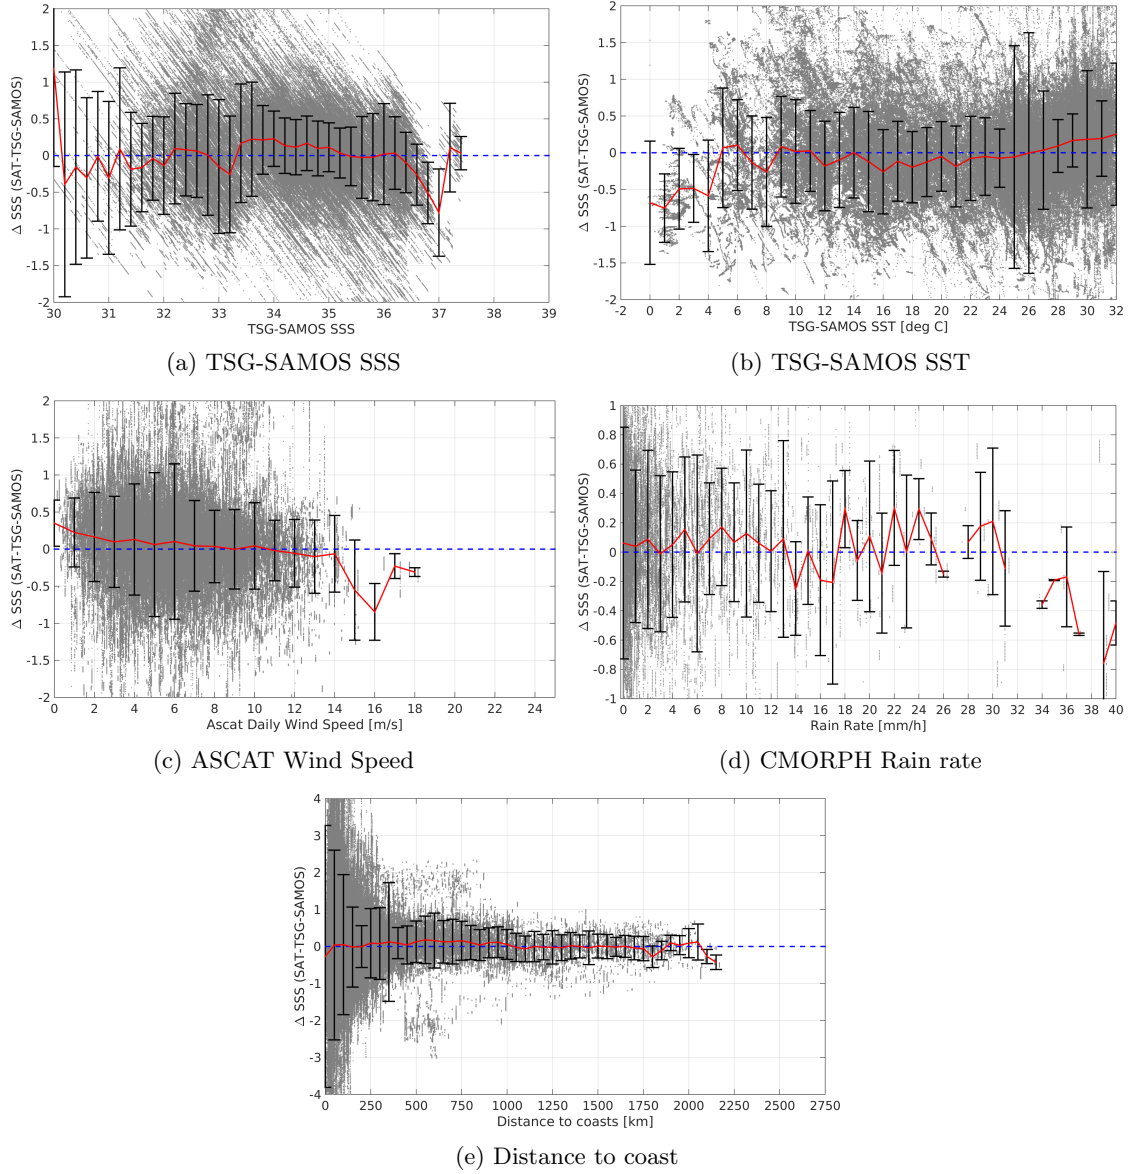 2
1.5
1
0.5
0
-0.5
-1
-1.5
-2
Δ SSS (SAT-TSG-SAMOS)
30 31 32 33 34 35 36 37 38 39
TSG-SAMOS SSS
(a) TSG-SAMOS SSS
2
1.5
1
0.5
0
-0.5
-1
-1.5
-2
Δ SSS (SAT-TSG-SAMOS)
-2 0 2 4 6 8 10 12 14 16 18 20 22 24 26 28 30 32
TSG-SAMOS SST [deg C]
(b) TSG-SAMOS SST
2
1.5
1
0.5
0
-0.5
-1
-1.5
-2
Δ SSS (SAT-TSG-SAMOS)
0 2 4 6 8 10 12 14 16 18 20 22 24
Ascat Daily Wind Speed [m/s]
(c) ASCAT Wind Speed
1
0.8
0.6
0.4
0.2
0
-0.2
-0.4
-0.6
-0.8
-1
Δ SSS (SAT-TSG-SAMOS)
0 2 4 6 8 10 12 14 16 18 20 22 24 26 28 30 32 34 36 38 40
Rain Rate [mm/h]
(d) CMORPH Rain rate
4
3
2
1
0
-1
-2
-3
-4
Δ SSS (SAT-TSG-SAMOS)
0 250 500 750 1000 1250 1500 1750 2000 2250 2500 2750
Distance to coasts [km]
(e) Distance to coast